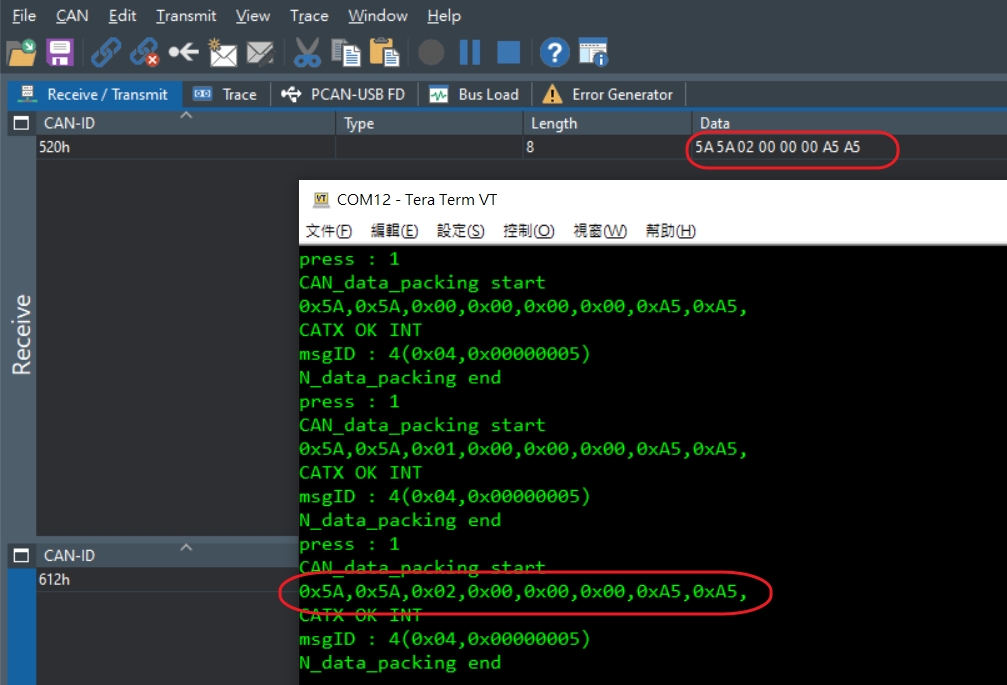 File CAN Edit Transmit View Trace Window Help
Receive / Transmit Trace PCAN-USB FD Bus Load Error Generator
CAN-ID Type Length Data
520h 8 5A 5A 02 00 00 00 A5 A5
Receive
COM12 - Tera Term VT
文件(F) 編輯(E) 設定(S) 控制(O) 視窗(W) 幫助(H)
press : 1
CAN_data_packing start
0x5A,0x5A,0x00,0x00,0x00,0x00,0xA5,0xA5,
CATX OK INT
msgID : 4(0x04,0x00000005)
N_data_packing end
press : 1
CAN_data_packing start
0x5A,0x5A,0x01,0x00,0x00,0x00,0xA5,0xA5,
CATX OK INT
msgID : 4(0x04,0x00000005)
N_data_packing end
press : 1
CAN_data_packing start
0x5A,0x5A,0x02,0x00,0x00,0x00,0xA5,0xA5,
CATX OK INT
msgID : 4(0x04,0x00000005)
N_data_packing end
CAN-ID
612h